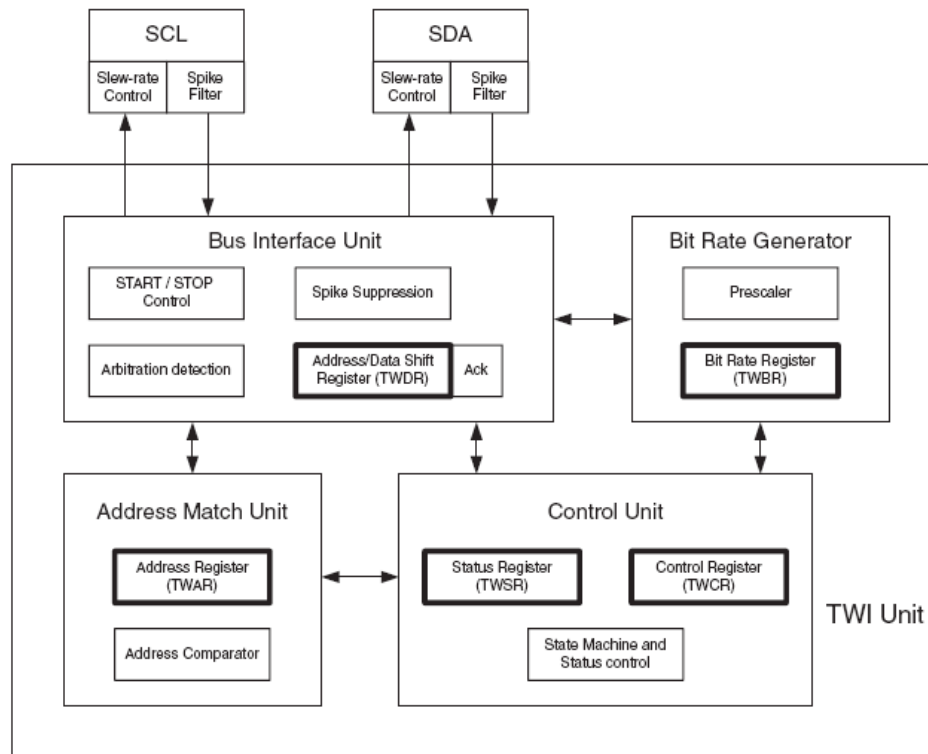 SCL
Slew-rate
Control
Spike
Filter
SDA
Slew-rate
Control
Spike
Filter
Bus Interface Unit
START / STOP
Control
Spike Suppression
Arbitration detection
Address/Data Shift
Register (TWDR)
Ack
Bit Rate Generator
Prescaler
Bit Rate Register
(TWBR)
Address Match Unit
Address Register
(TWAR)
Address Comparator
Control Unit
Status Register
(TWSR)
Control Register
(TWCR)
State Machine and
Status control
TWI Unit